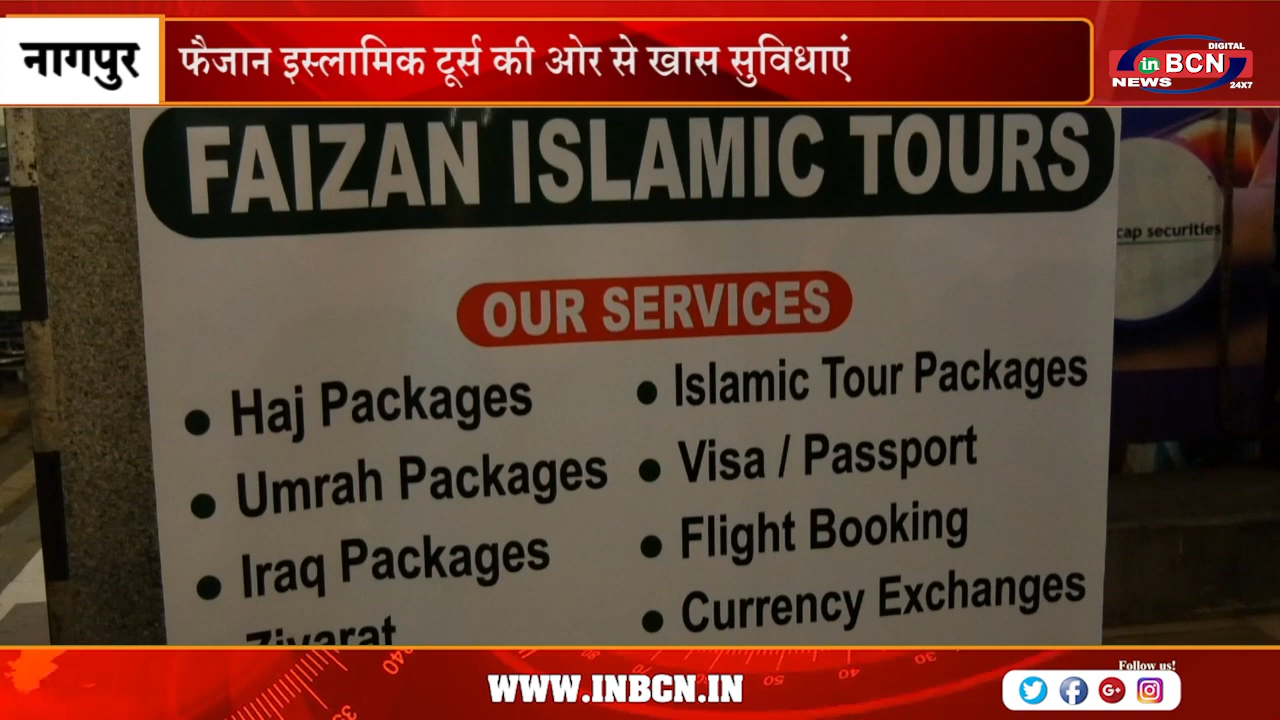 नागपुर
फैजान इस्लामिक टूर्स की ओर से खास सुविधाएं
DIGITAL
in BCN
NEWS
24X7
FAIZAN ISLAMIC TOURS
cap securities
OUR SERVICES
• Haj Packages
• Umrah Packages
• Iraq Packages
Ziyarat
• Islamic Tour Packages
• Visa / Passport
• Flight Booking
• Currency Exchanges
WWW.INBCN.IN
Follow us!